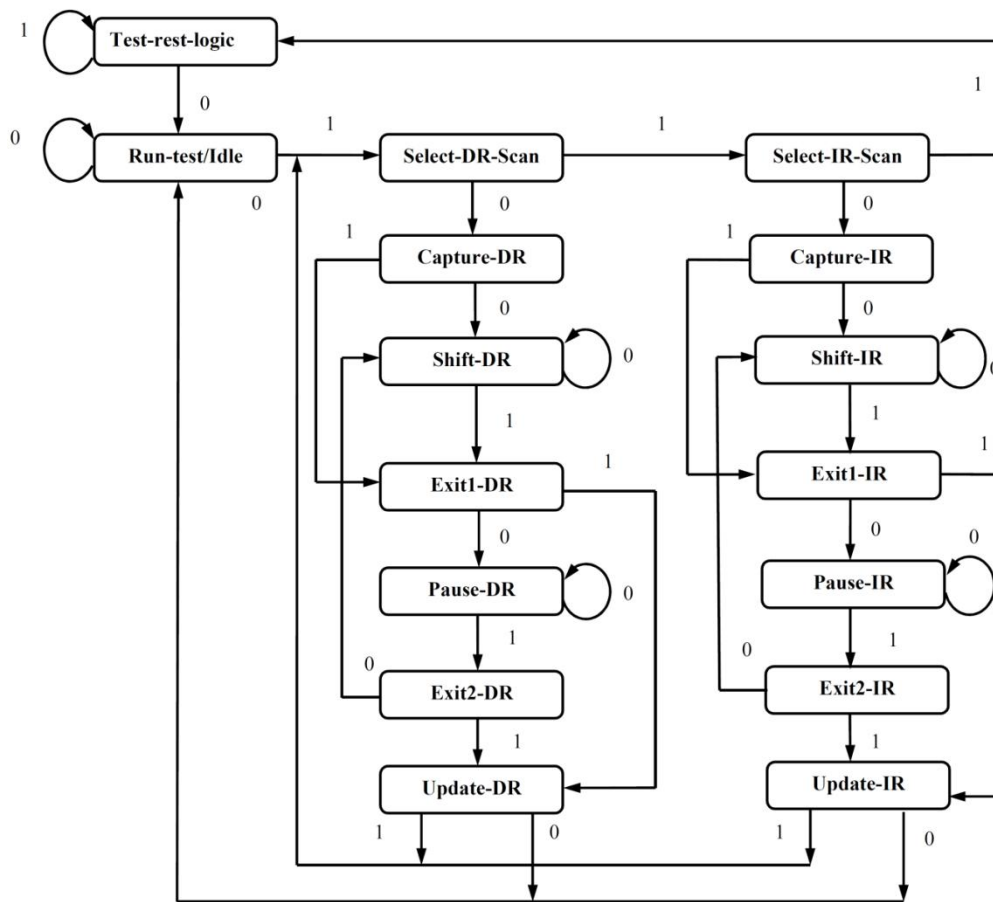 1
Test-rest-logic
1
0
0
Run-test/Idle
1
Select-DR-Scan
1
Select-IR-Scan
0
0
0
1
Capture-DR
1
Capture-IR
0
0
Shift-DR
0
Shift-IR
0
1
1
Exit1-DR
1
Exit1-IR
1
0
0
0
Pause-DR
0
Pause-IR
0
1
0
1
Exit2-DR
Exit2-IR
1
1
Update-DR
Update-IR
1
0
1
0